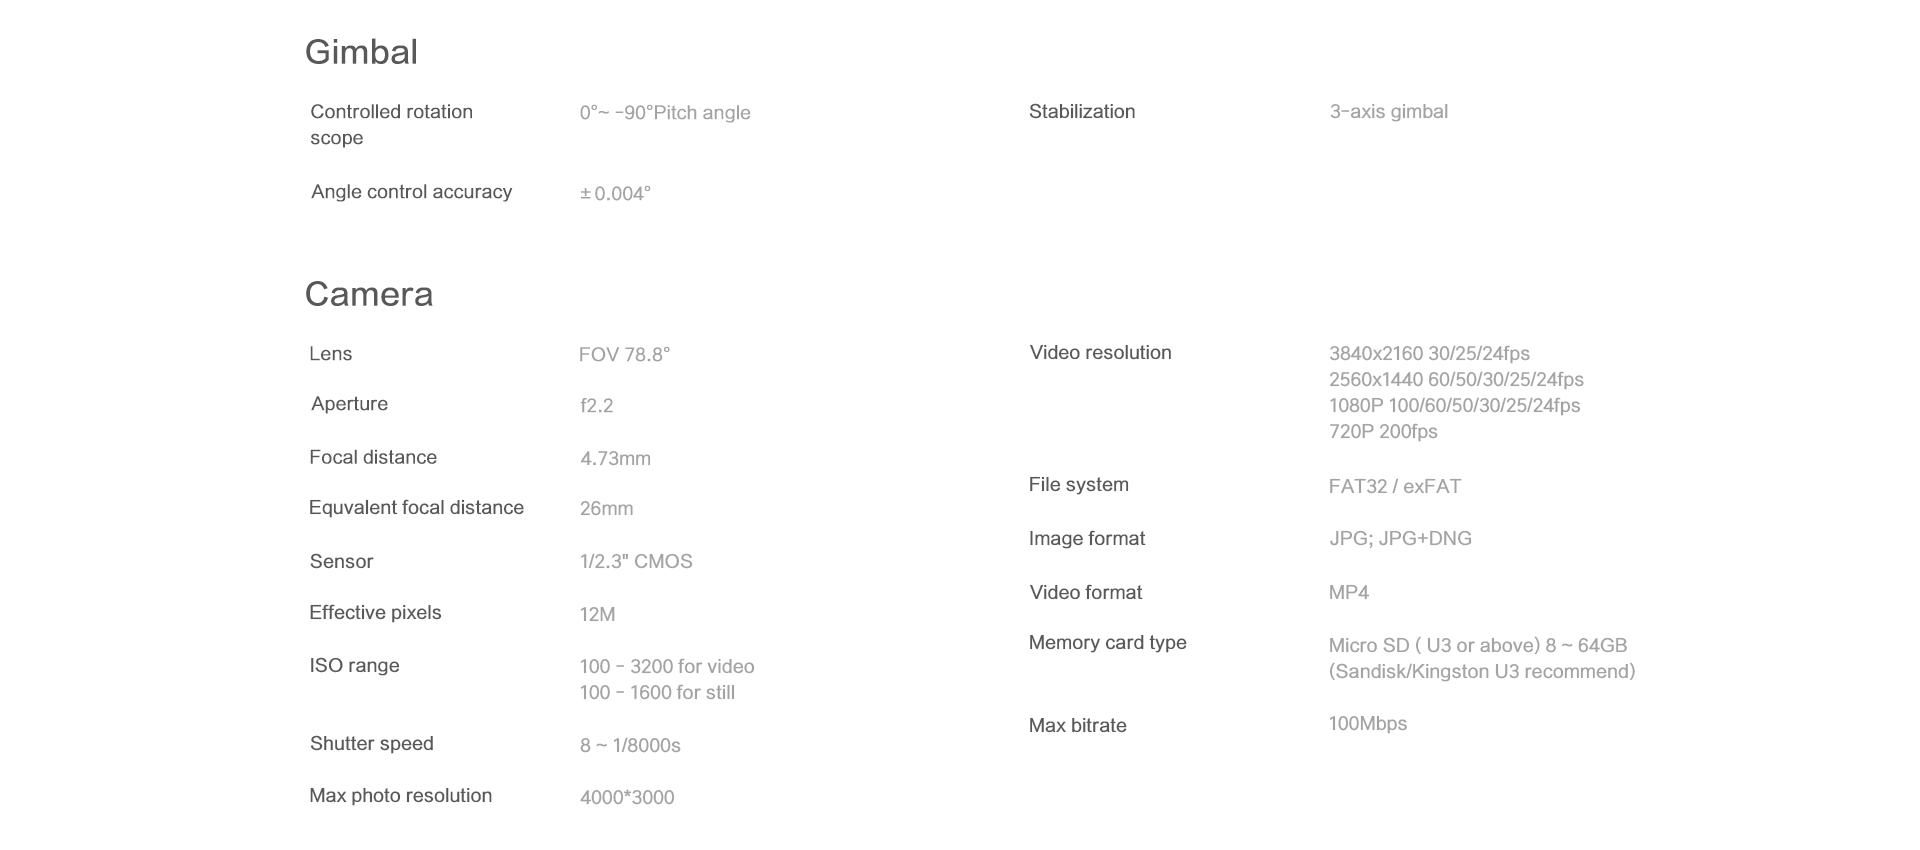 Gimbal
Controlled rotation
scope
0°~ -90°Pitch angle
Stabilization
3-axis gimbal
Angle control accuracy
±0.004°
Camera
Lens
FOV 78.8°
Aperture
f2.2
Focal distance
4.73mm
Equvalent focal distance
26mm
Sensor
1/2.3" CMOS
Effective pixels
12M
ISO range
100 - 3200 for video
100 - 1600 for still
Shutter speed
8 ~ 1/8000s
Max photo resolution
4000*3000
Video resolution
3840x2160 30/25/24fps
2560x1440 60/50/30/25/24fps
1080P 100/60/50/30/25/24fps
720P 200fps
File system
FAT32 / exFAT
Image format
JPG; JPG+DNG
Video format
MP4
Memory card type
Micro SD ( U3 or above) 8 ~ 64GB
(Sandisk/Kingston U3 recommend)
Max bitrate
100Mbps